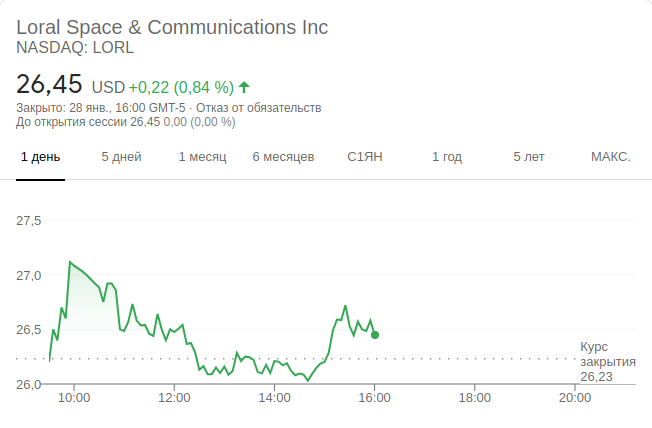 Loral Space & Communications Inc
NASDAQ: LORL
26,45 USD +0,22 (0,84 %)
Закрыто: 28 янв., 16:00 GMT-5 · Отказ от обязательств
До открытия сессии 26,45 0,00 (0,00 %)
1 день 5 дней 1 месяц 6 месяцев С1ЯН 1 год 5 лет МАКС.
27,5
27,0
26,5
26,0
Курс
закрытия
26,23
10:00 12:00 14:00 16:00 18:00 20:00